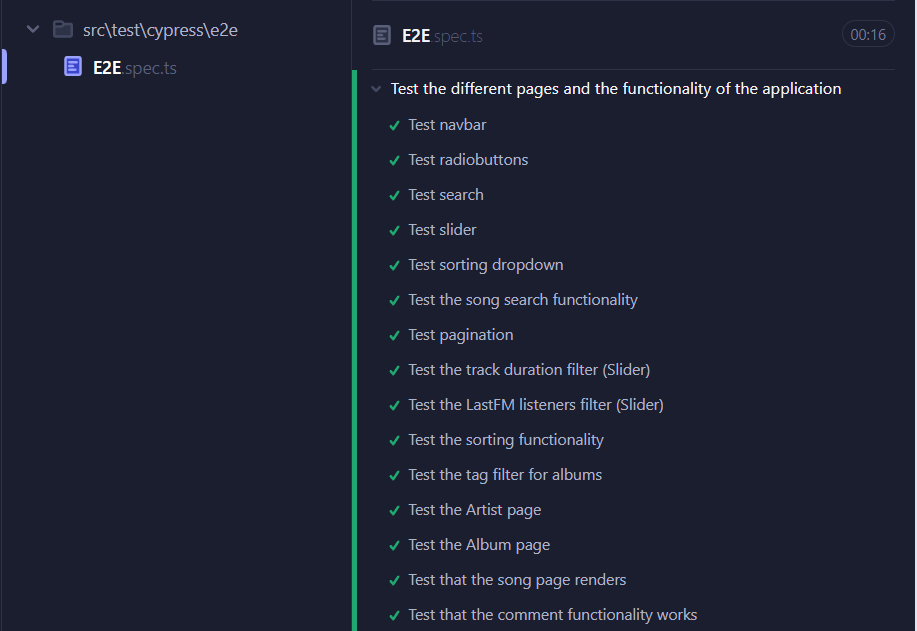 src\test\cypress\e2e
E2E.spec.ts
E2E.spec.ts
00:16
Test the different pages and the functionality of the application
Test navbar
Test radiobuttons
Test search
Test slider
Test sorting dropdown
Test the song search functionality
Test pagination
Test the track duration filter (Slider)
Test the LastFM listeners filter (Slider)
Test the sorting functionality
Test the tag filter for albums
Test the Artist page
Test the Album page
Test that the song page renders
Test that the comment functionality works